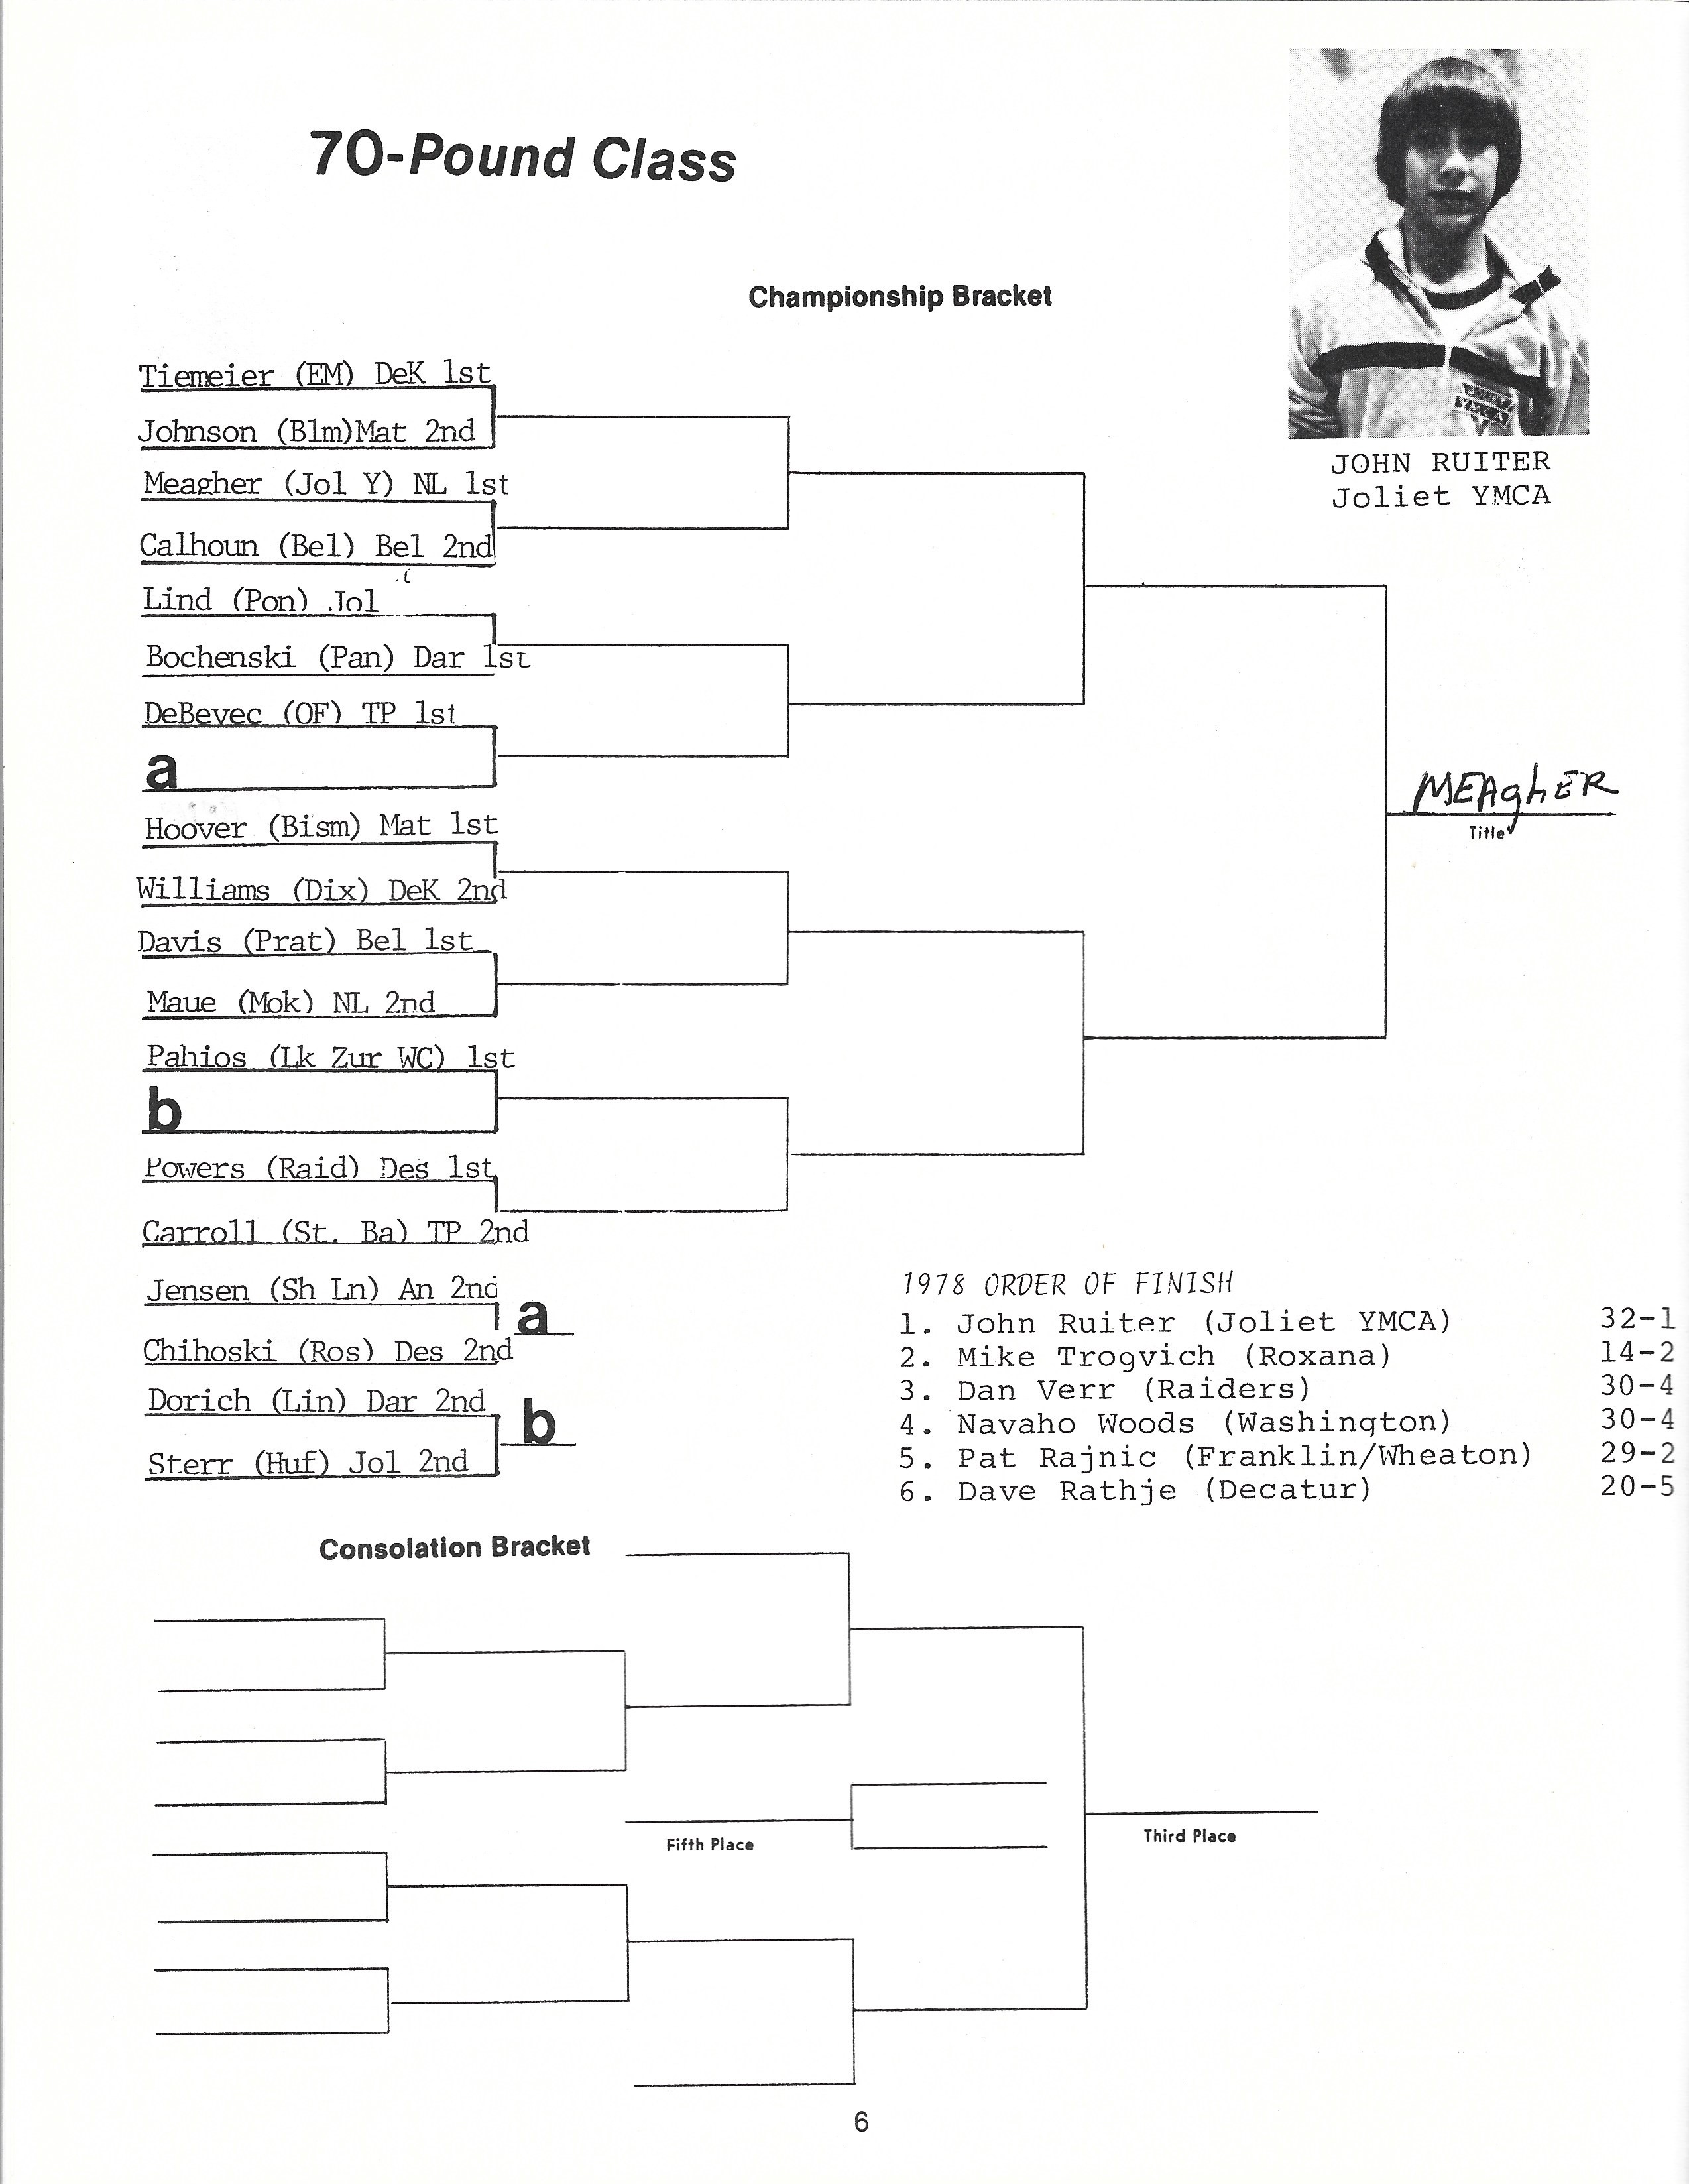 70-Pound Class
Championship Bracket
JOHN RUITER
Joliet YMCA
Tiemeier (EM) DeK 1st
Johnson (Blm)Mat 2nd
Meagher (Jol Y) NL 1st
Calhoun (Bel) Bel 2nd
Lind (Pon) Jol
Bochenski (Pan) Dar 1st
DeBevec (OF) TP 1st
a
MEAghER
Title
Hoover (Bism) Mat 1st
Williams (Dix) DeK 2nd
Davis (Prat) Bel 1st
Maue (Mok) NL 2nd
Pahios (Lk Zur WC) 1st
b
Powers (Raid) Des 1st
Carroll (St. Ba) TP 2nd
Jensen (Sh Ln) An 2nd
a
Chihoski (Ros) Des 2nd
Dorich (Lin) Dar 2nd
b
Sterr (Huf) Jol 2nd
1978 ORDER OF FINISH
1. John Ruiter (Joliet YMCA) 32-1
2. Mike Trogvich (Roxana) 14-2
3. Dan Verr (Raiders) 30-4
4. Navaho Woods (Washington) 30-4
5. Pat Rajnic (Franklin/Wheaton) 29-2
6. Dave Rathje (Decatur) 20-5
Consolation Bracket
Fifth Place
Third Place
6